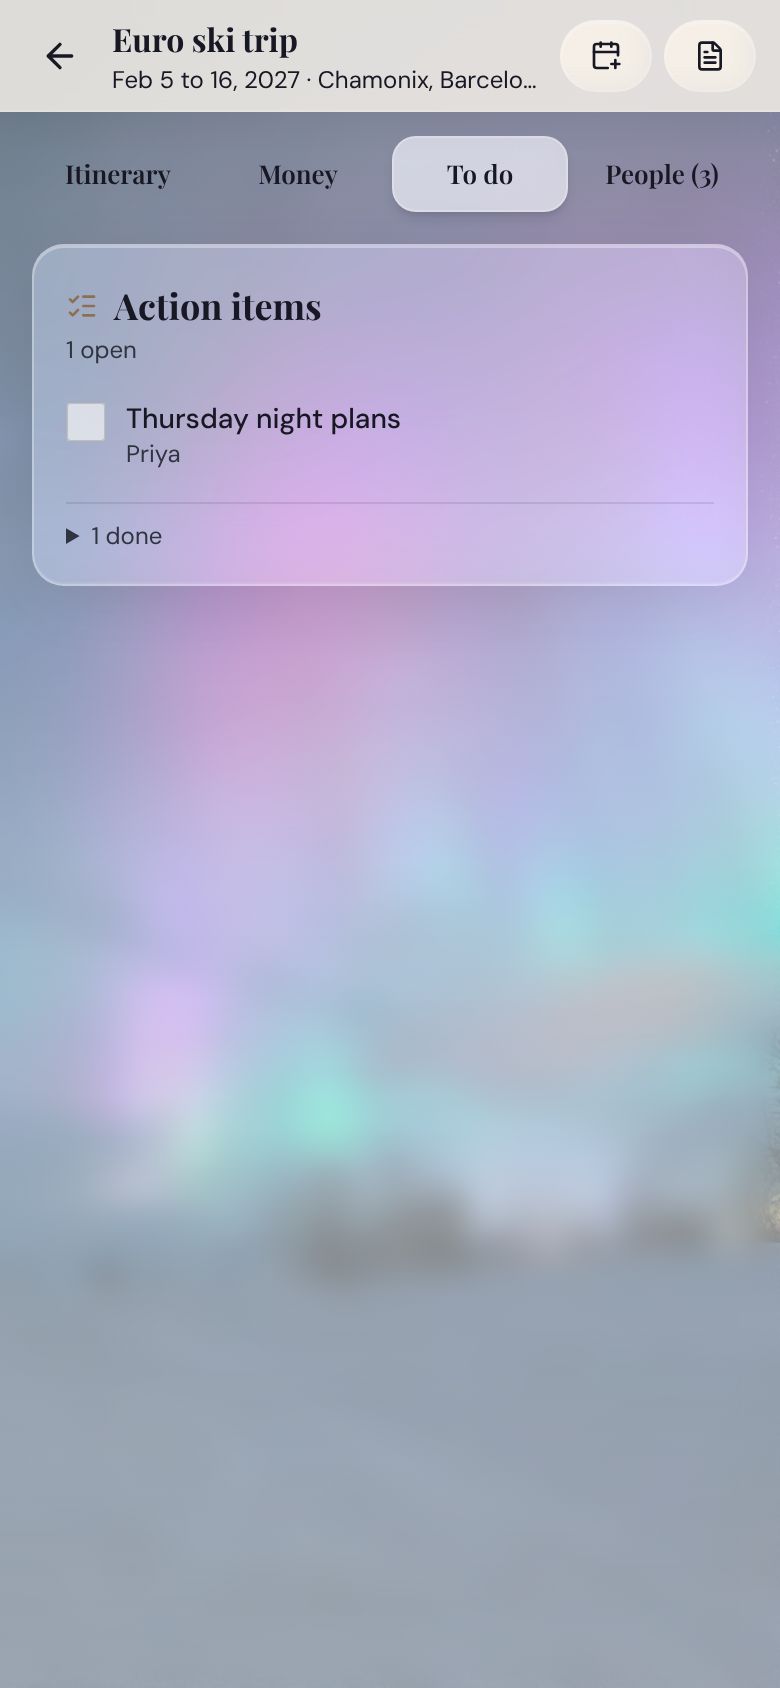 Euro ski trip
Feb 5 to 16, 2027 · Chamonix, Barcelo...
Itinerary
Money
To do
People (3)
Action items
1 open
Thursday night plans
Priya
1 done